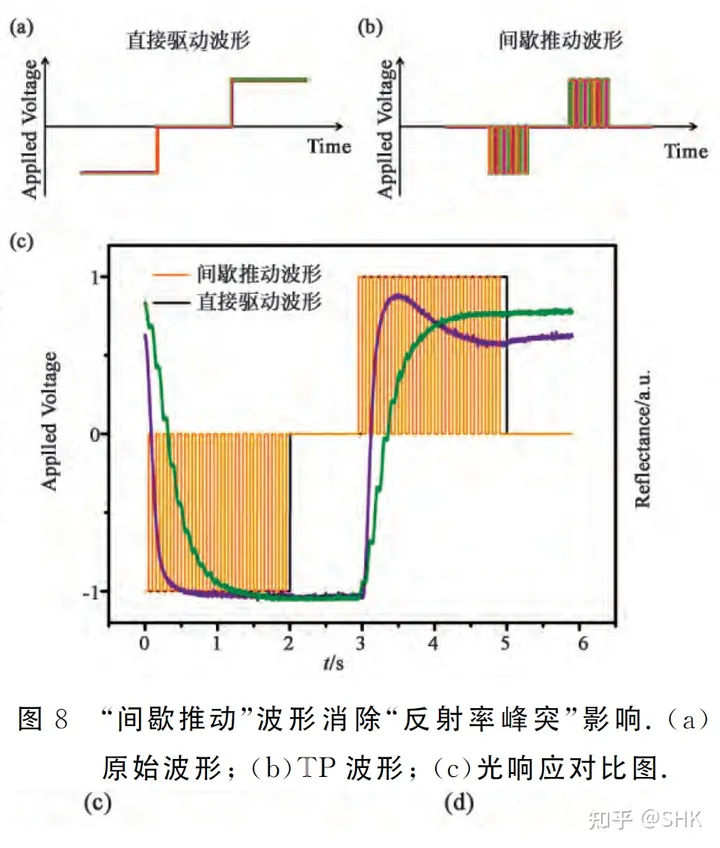 (a)
直接驱动波形
Applled Voltage
Time
(b)
间歇推动波形
Applled Voltage
Time
(c)
间歇推动波形
直接驱动波形
Applled Voltage
1
0
-1
Reflectance/a.u.
0 1 2 3 4 5 6
t/s
图 8 “间歇推动”波形消除“反射率峰突”影响. (a)
原始波形; (b)TP 波形; (c)光响应对比图.
(c)
(d)
知乎 @SHK